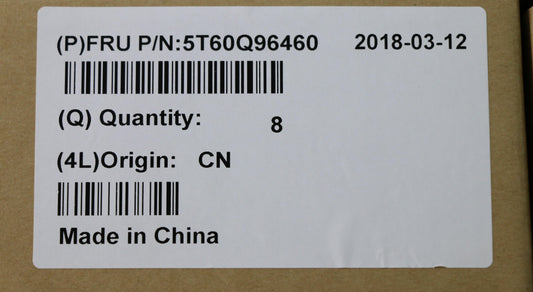 (P)FRU P/N:5T60Q96460 2018-03-12
(Q) Quantity: 8
(4L)Origin: CN
Made in China